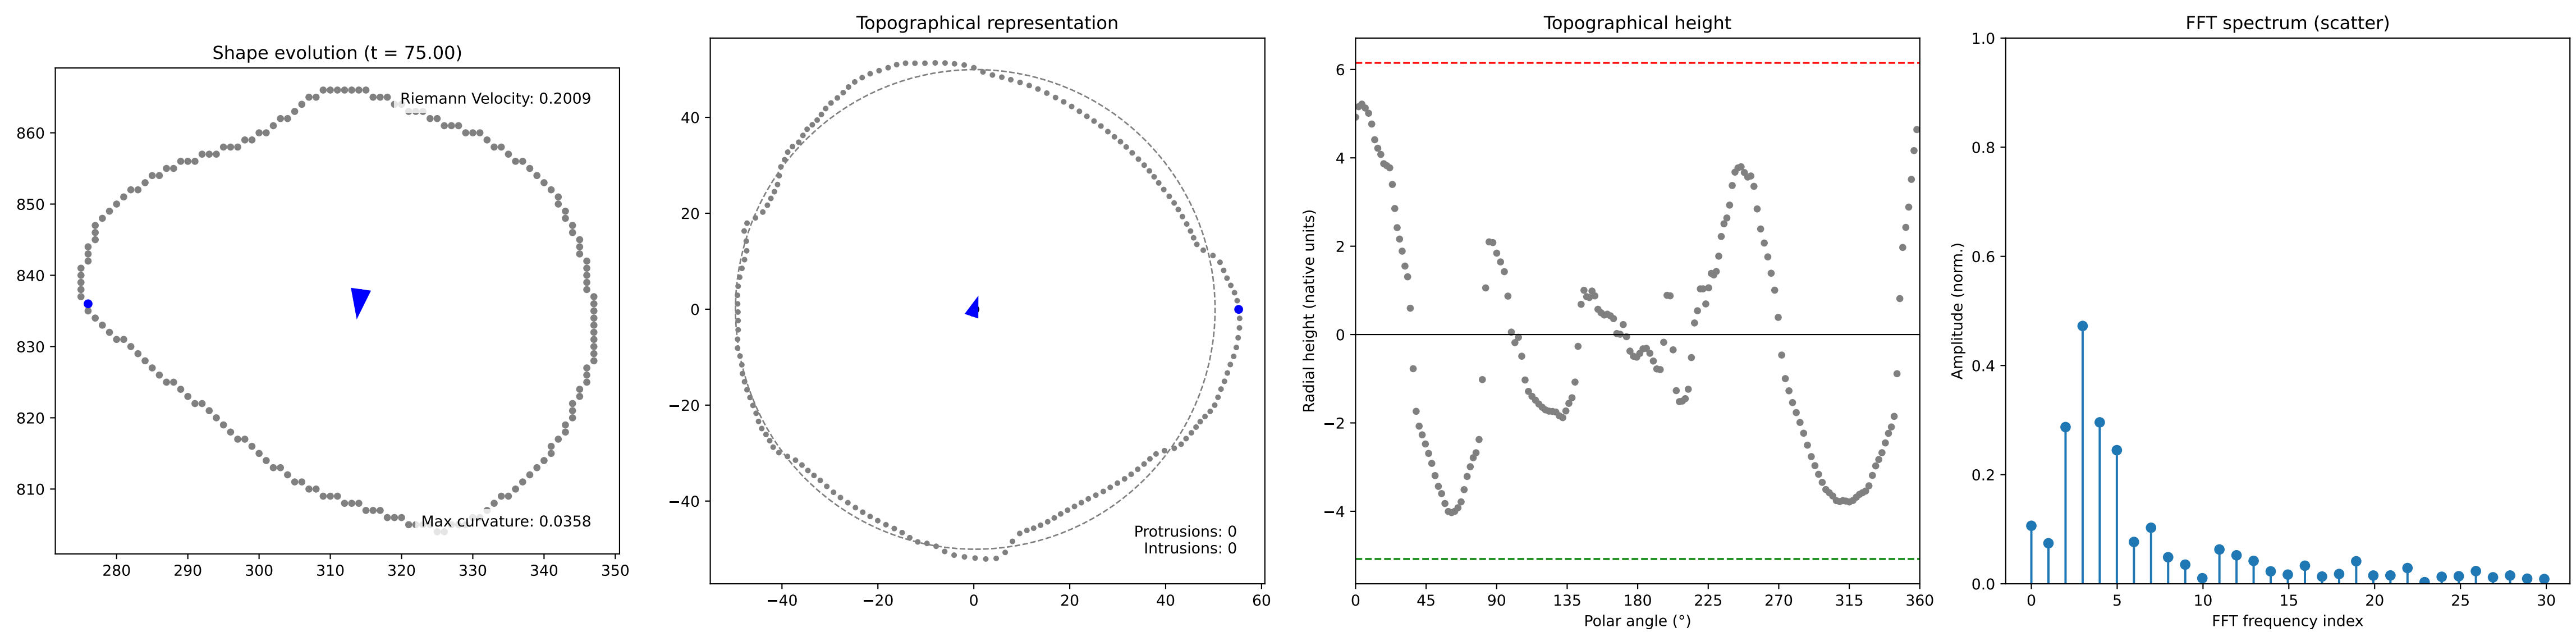 Shape evolution (t = 75.00)
Riemann Velocity: 0.2009
Max curvature: 0.0358
860
850
840
830
820
810
280 290 300 310 320 330 340 350
Topographical representation
40
20
0
−20
−40
Protrusions: 0
Intrusions: 0
−40 −20 0 20 40 60
Topographical height
Radial height (native units)
6
4
2
0
−2
−4
0 45 90 135 180 225 270 315 360
Polar angle (°)
FFT spectrum (scatter)
Amplitude (norm.)
1.0
0.8
0.6
0.4
0.2
0.0
0 5 10 15 20 25 30
FFT frequency index